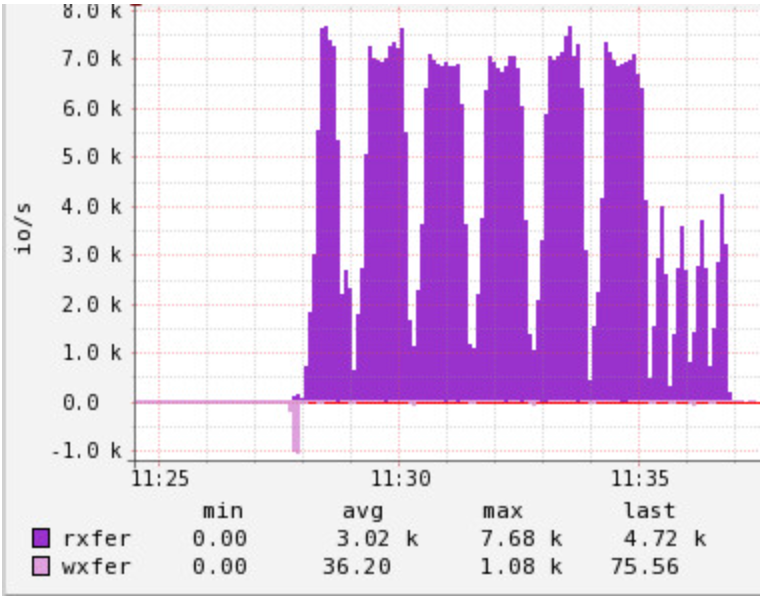 8.0 k
7.0 k
6.0 k
5.0 k
4.0 k
3.0 k
2.0 k
1.0 k
0.0
-1.0 k
io/s
11:25 11:30 11:35
min avg max last
rxfer 0.00 3.02 k 7.68 k 4.72 k
wxfer 0.00 36.20 1.08 k 75.56